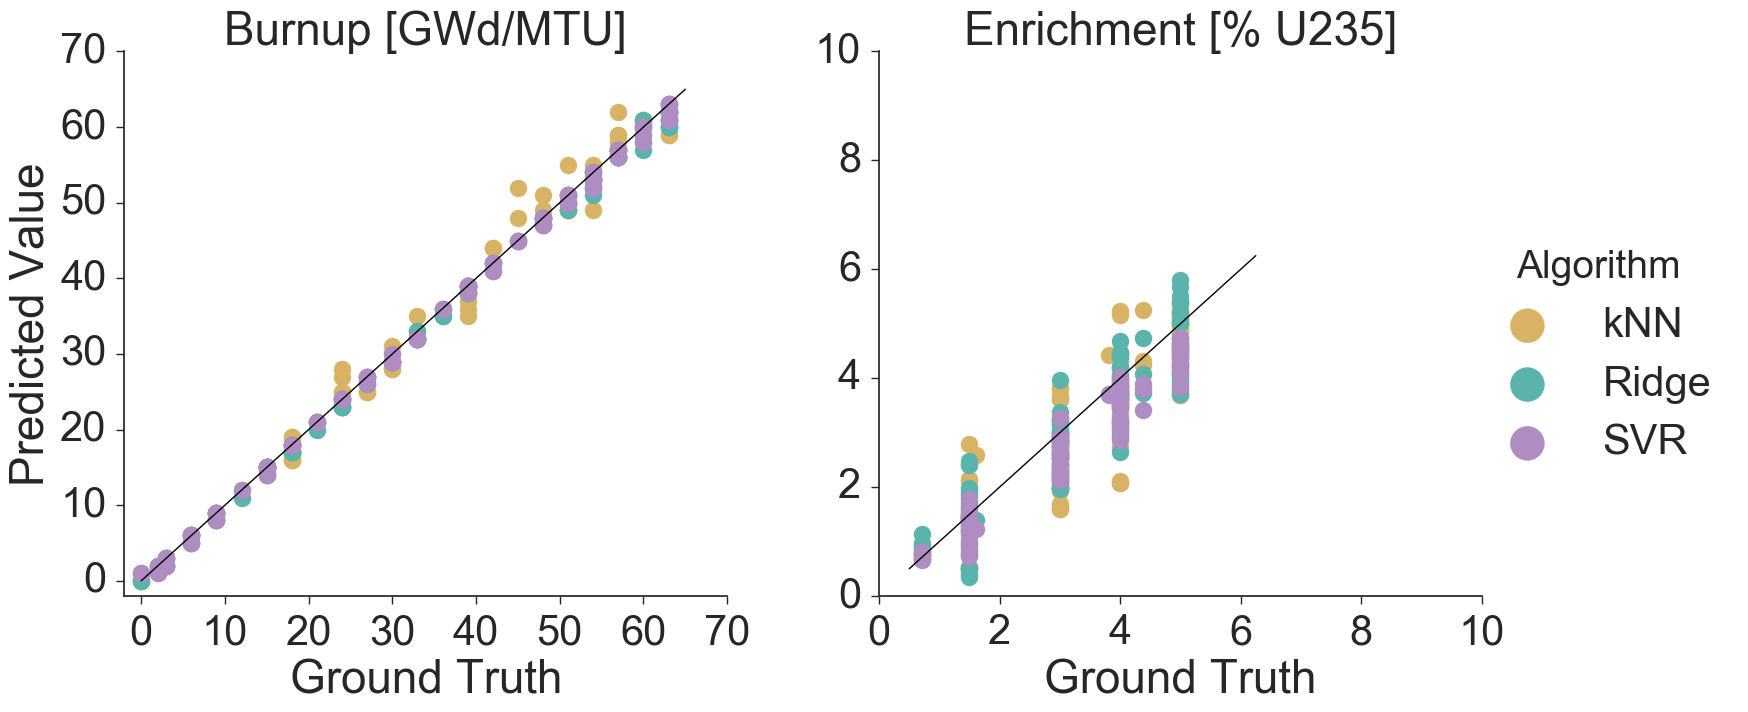 Burnup [GWd/MTU]
Predicted Value
70
60
50
40
30
20
10
0
0 10 20 30 40 50 60 70
Ground Truth
Enrichment [% U235]
10
8
6
4
2
0
0 2 4 6 8 10
Ground Truth
Algorithm
kNN
Ridge
SVR